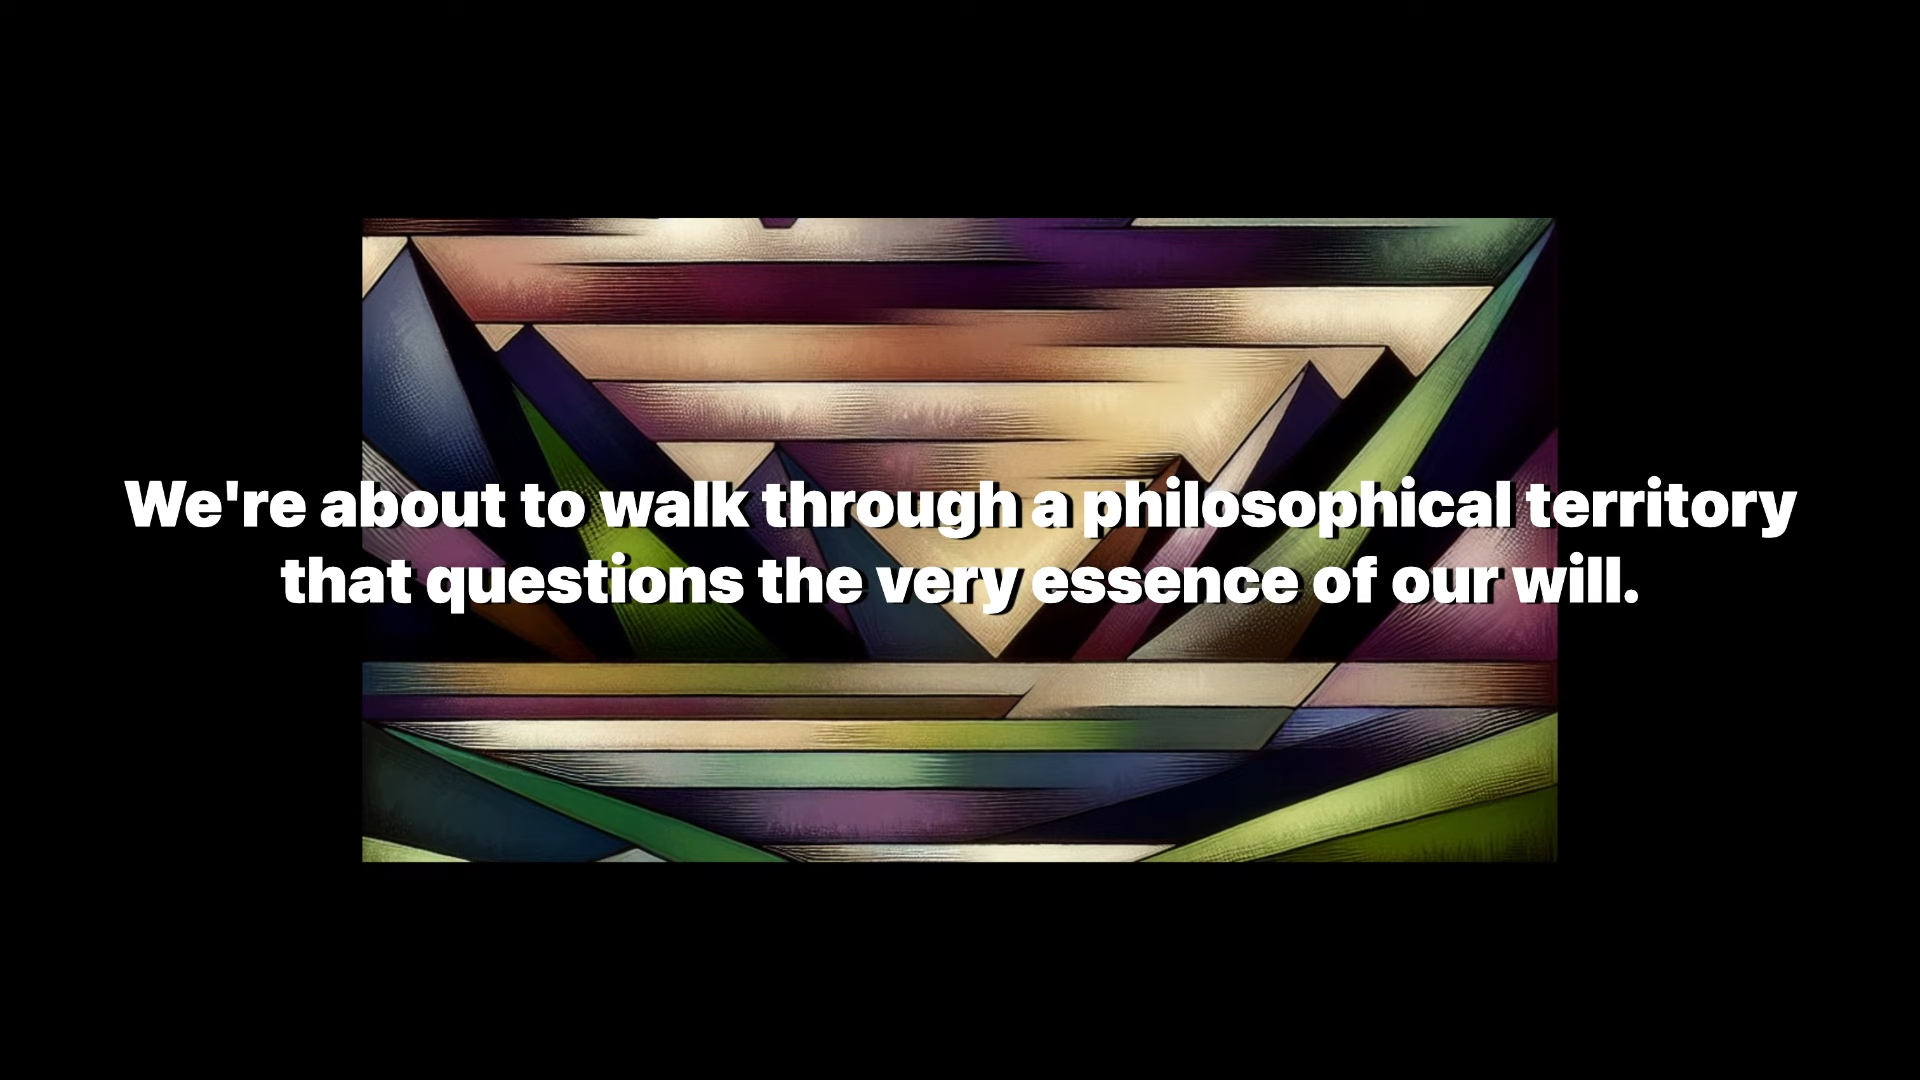 We're about to walk through a philosophical territory
that questions the very essence of our will.